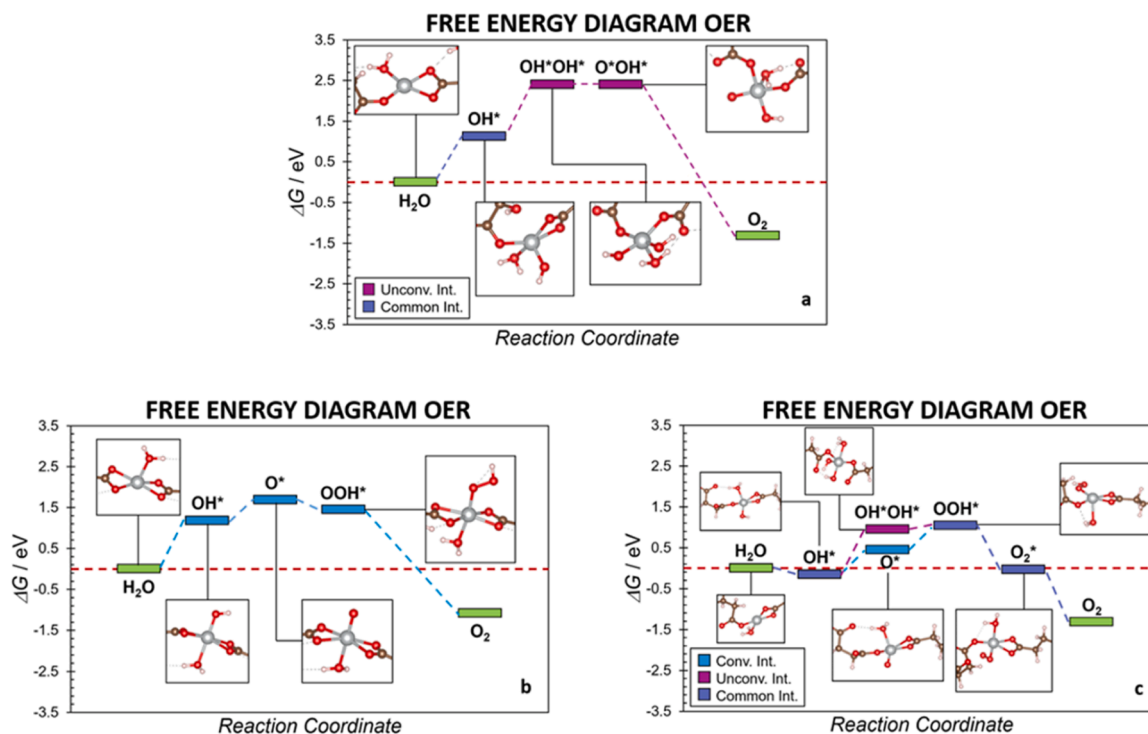 FREE ENERGY DIAGRAM OER
3.5
2.5
1.5
0.5
-0.5
-1.5
-2.5
-3.5
ΔG / eV
H₂O
OH*
OH*OH*
O*OH*
O₂
Unconv. Int.
Common Int.
a
Reaction Coordinate
FREE ENERGY DIAGRAM OER
3.5
2.5
1.5
0.5
-0.5
-1.5
-2.5
-3.5
ΔG / eV
H₂O
OH*
O*
OOH*
O₂
b
Reaction Coordinate
FREE ENERGY DIAGRAM OER
3.5
2.5
1.5
0.5
-0.5
-1.5
-2.5
-3.5
ΔG / eV
H₂O
OH*
OH*OH*
O*
OOH*
O₂*
O₂
Conv. Int.
Unconv. Int.
Common Int.
c
Reaction Coordinate